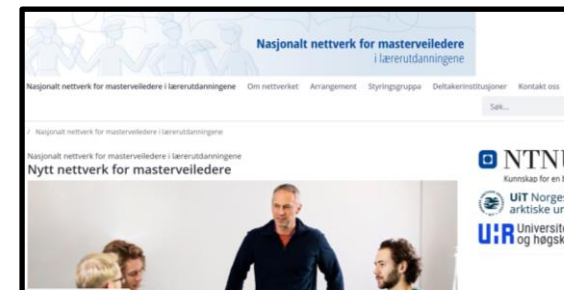 Nasjonalt nettverk for masterveiledere
i lærerutdanningene
Nasjonalt nettverk for masterveiledere i lærerutdanningene Om nettverket Arrangement Styringsgruppa Deltakerinstitusjoner Kontakt oss
Søk...
/ Nasjonalt nettverk for masterveiledere i lærerutdanningene
Nasjonalt nettverk for masterveiledere i lærerutdanningene
Nytt nettverk for masterveiledere
NTNU
Kunnskap for en b
UiT Norges
arktiske un
UHR Universite
og høgsk